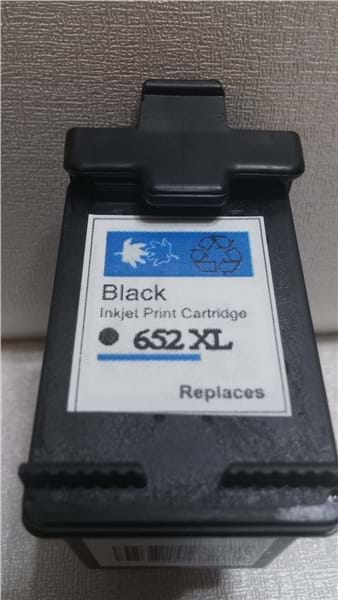 Black
Inkjet Print Cartridge
652 XL
Replaces